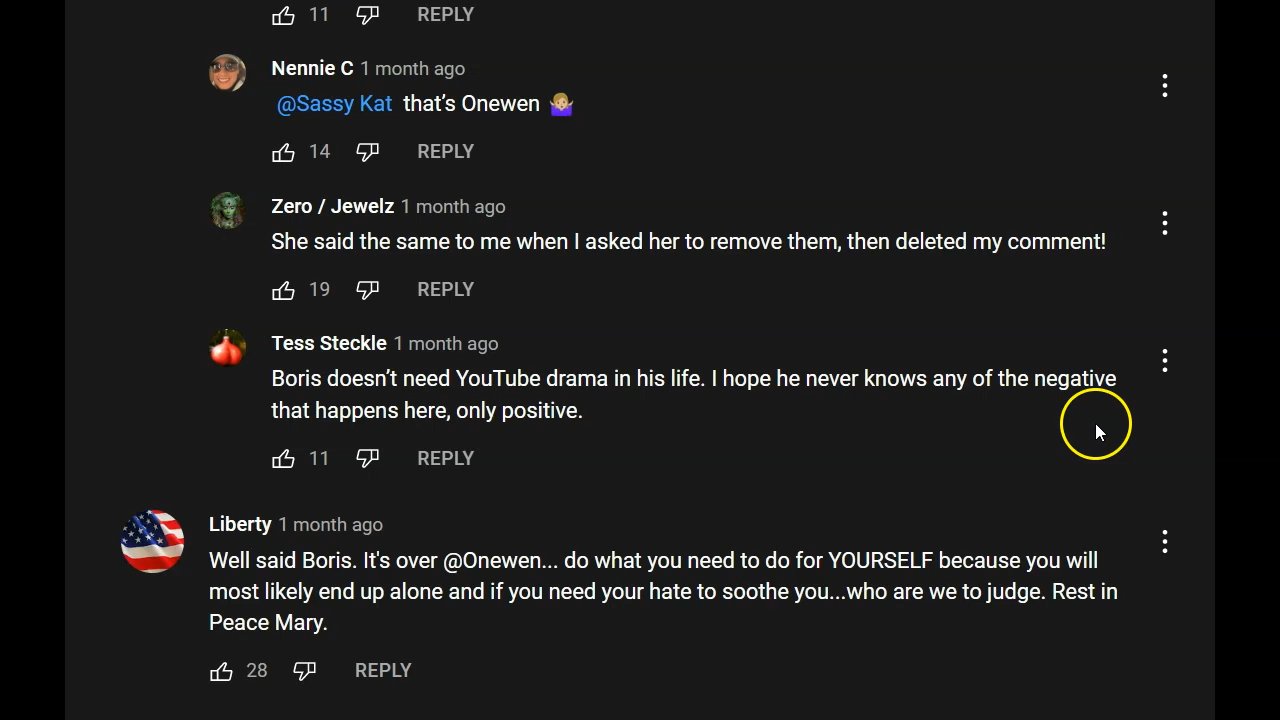 11 REPLY
Nennie C 1 month ago
@Sassy Kat that's Onewen 🤷🏼‍♀️
14 REPLY
Zero / Jewelz 1 month ago
She said the same to me when I asked her to remove them, then deleted my comment!
19 REPLY
Tess Steckle 1 month ago
Boris doesn't need YouTube drama in his life. I hope he never knows any of the negative
that happens here, only positive.
11 REPLY
Liberty 1 month ago
Well said Boris. It's over @Onewen... do what you need to do for YOURSELF because you will
most likely end up alone and if you need your hate to soothe you...who are we to judge. Rest in
Peace Mary.
28 REPLY